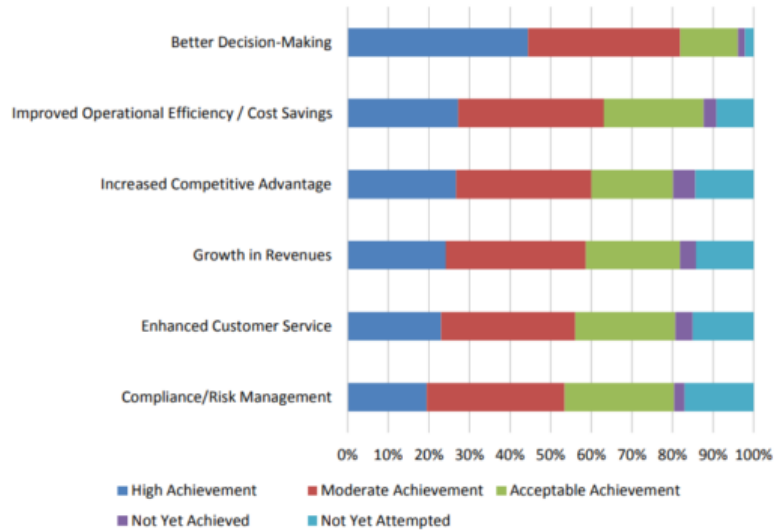 Better Decision-Making
Improved Operational Efficiency / Cost Savings
Increased Competitive Advantage
Growth in Revenues
Enhanced Customer Service
Compliance/Risk Management
0% 10% 20% 30% 40% 50% 60% 70% 80% 90% 100%
High Achievement Moderate Achievement Acceptable Achievement
Not Yet Achieved Not Yet Attempted